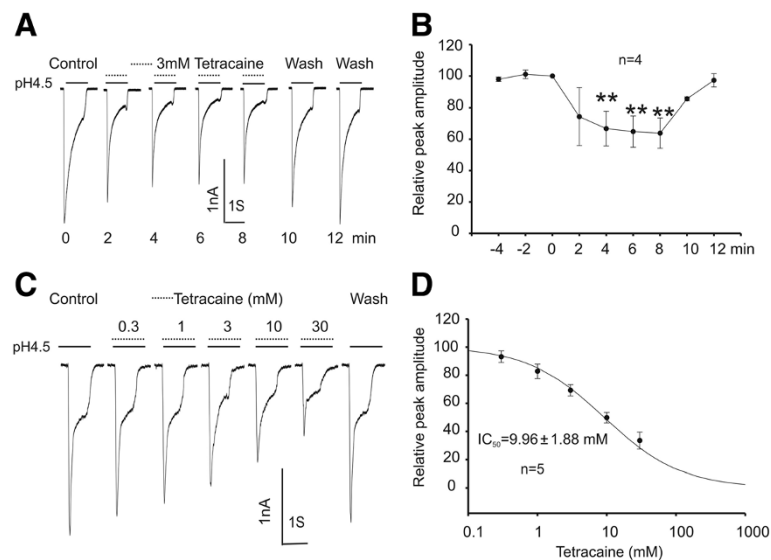 A
Control
3mM Tetracaine
Wash
Wash
pH4.5
1nA
1S
0 2 4 6 8 10 12 min
B
120
100
80
60
40
20
0
Relative peak amplitude
n=4
** ** **
-4 -2 0 2 4 6 8 10 12 min
C
Control
Tetracaine (mM)
Wash
0.3 1 3 10 30
pH4.5
1nA
1S
D
120
100
80
60
40
20
0
Relative peak amplitude
IC50=9.96±1.88 mM
n=5
0.1 1 10 100 1000
Tetracaine (mM)